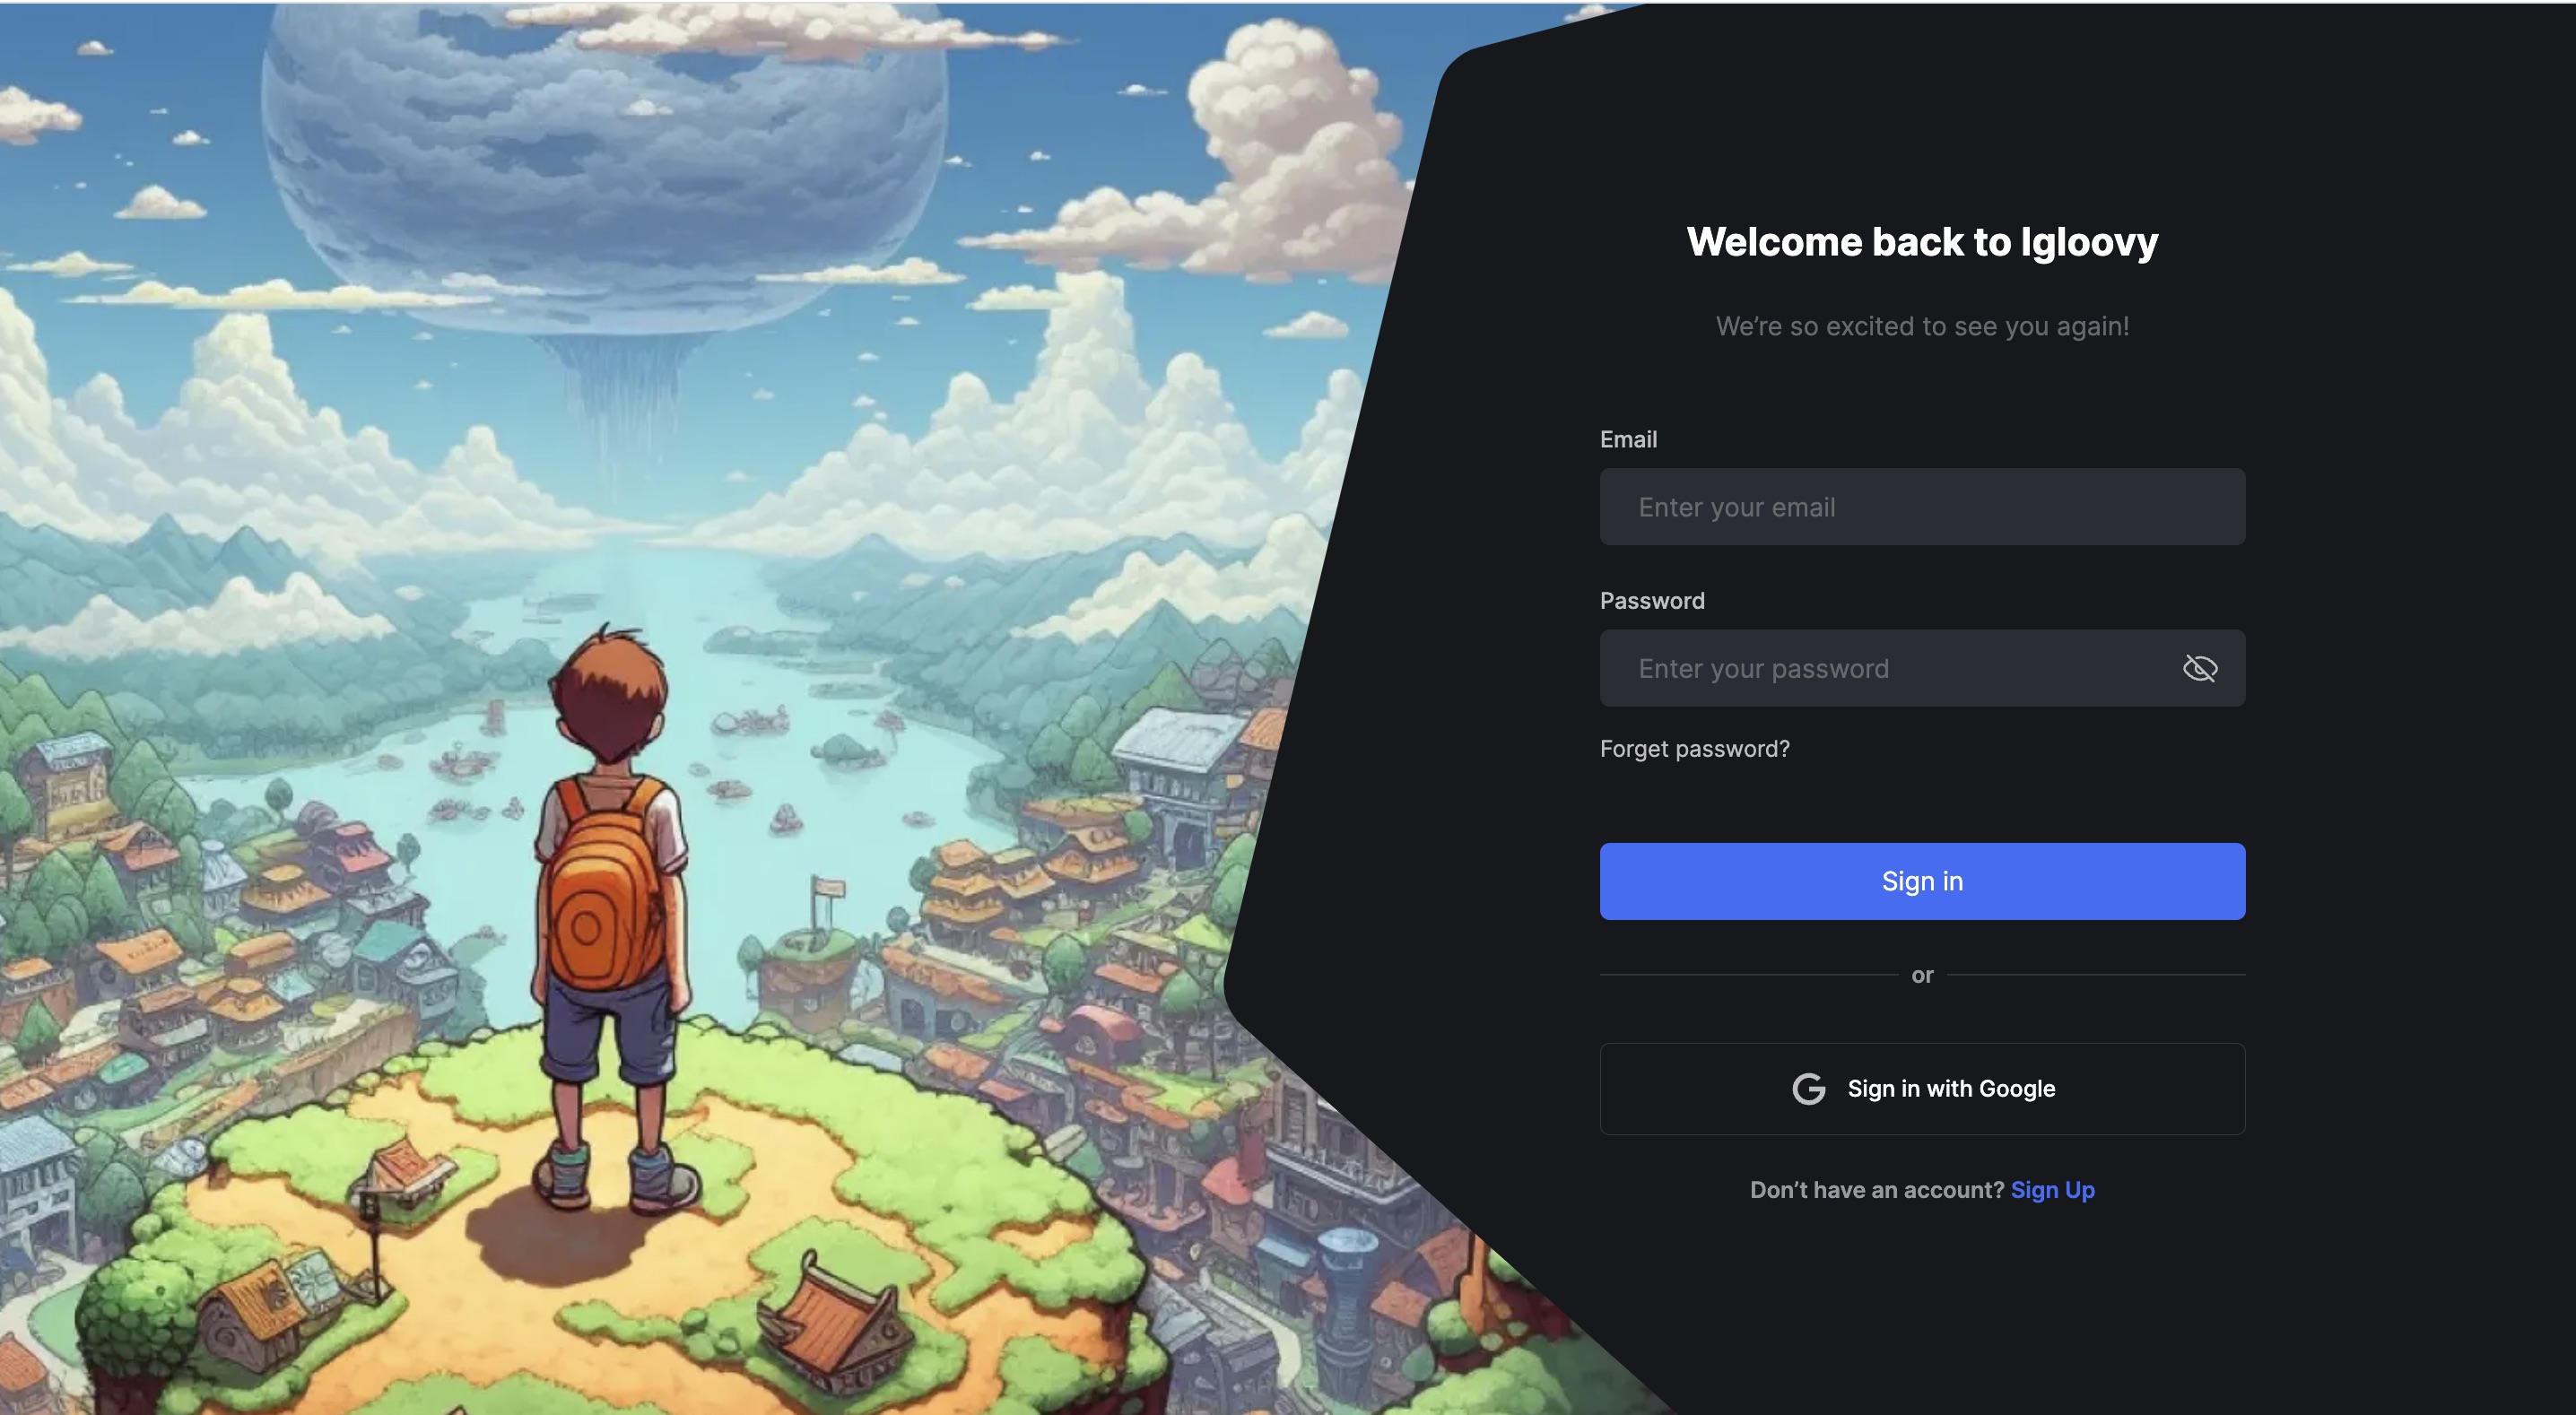 Welcome back to Igloovy
We’re so excited to see you again!
Email
Enter your email
Password
Enter your password
Forget password?
Sign in
or
Sign in with Google
Don’t have an account? Sign Up